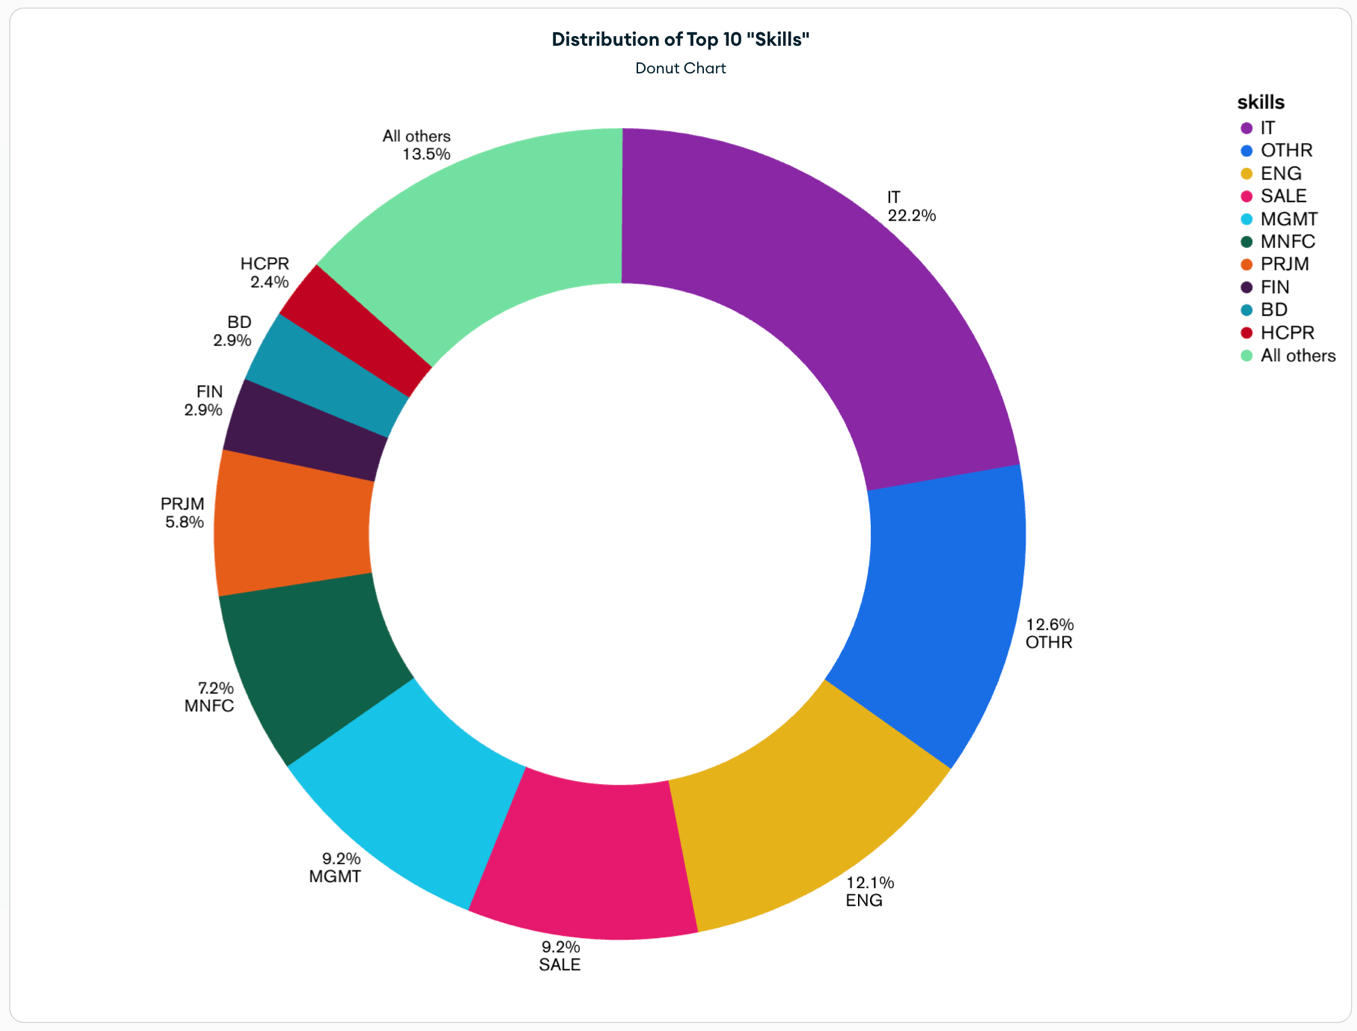 Distribution of Top 10 "Skills"
Donut Chart
skills
IT
OTHR
ENG
SALE
MGMT
MNFC
PRJM
FIN
BD
HCPR
All others
All others
13.5%
IT
22.2%
HCPR
2.4%
BD
2.9%
FIN
2.9%
PRJM
5.8%
12.6%
OTHR
7.2%
MNFC
9.2%
MGMT
12.1%
ENG
9.2%
SALE